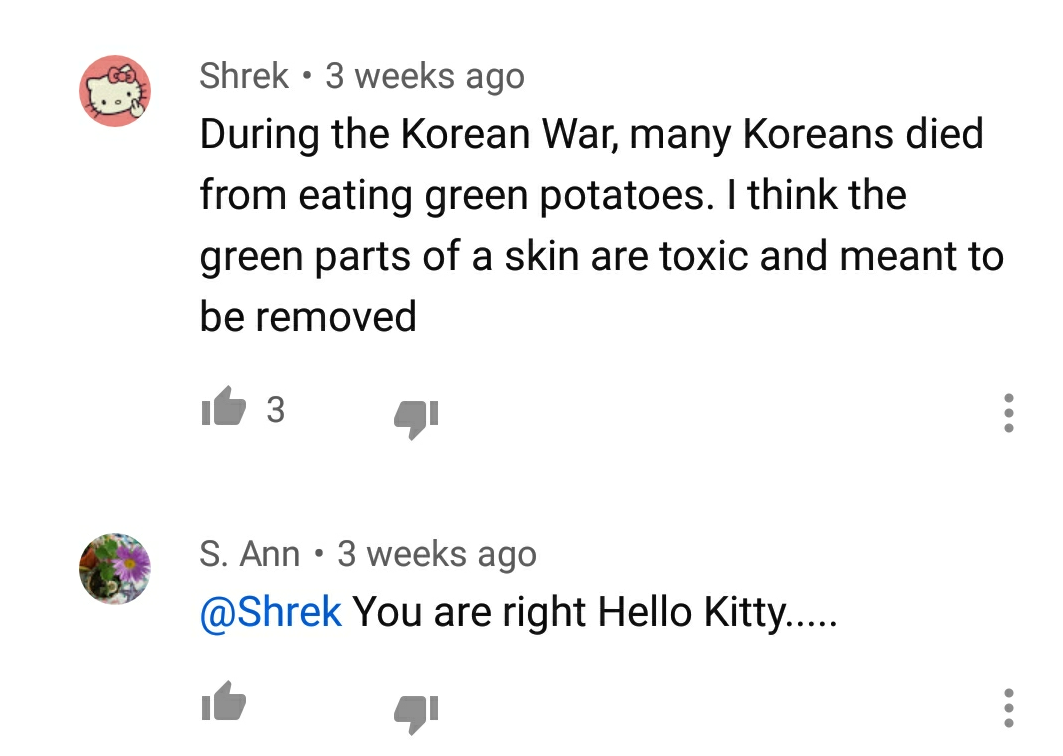 Shrek • 3 weeks ago
During the Korean War, many Koreans died
from eating green potatoes. I think the
green parts of a skin are toxic and meant to
be removed
3
S. Ann • 3 weeks ago
@Shrek You are right Hello Kitty.....